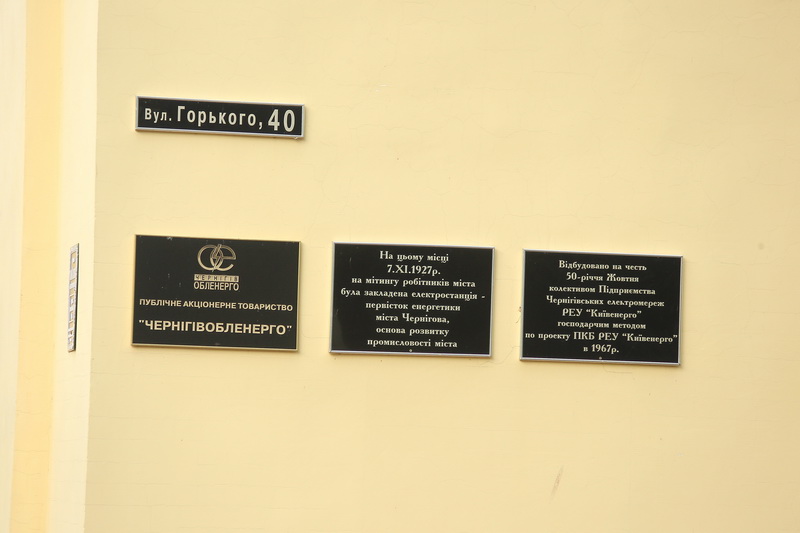 Вул. Горького, 40
ЧЕРНІГІВ
ОБЛЕНЕРГО
ПУБЛІЧНЕ АКЦІОНЕРНЕ ТОВАРИСТВО
"ЧЕРНІГІВОБЛЕНЕРГО"
На цьому місці
7.XI.1927р.
на мітингу робітників міста
була закладена електростанція -
первісток енергетики
міста Чернігова,
основа розвитку
промисловості міста
Відбудовано на честь
50-річчя Жовтня
колективом Підприємства
Чернігівських електромереж
РЕУ "Київенерго"
господарчим методом
по проекту ПКБ РЕУ "Київенерго"
в 1967р.